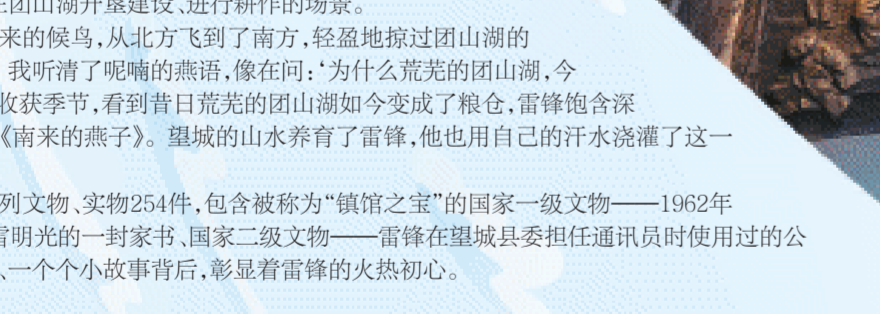 在团山湖开垦建设、进行耕作的场景。
来的候鸟，从北方飞到了南方，轻盈地掠过团山湖的
我听清了呢喃的燕语，像在问：‘为什么荒芜的团山湖，今
收获季节，看到昔日荒芜的团山湖如今变成了粮仓，雷锋饱含深
《南来的燕子》。望城的山水养育了雷锋，他也用自己的汗水浇灌了这一
列文物、实物254件，包含被称为“镇馆之宝”的国家一级文物——1962年
雷明光的一封家书、国家二级文物——雷锋在望城县委担任通讯员时使用过的公
、一个个小故事背后，彰显着雷锋的火热初心。